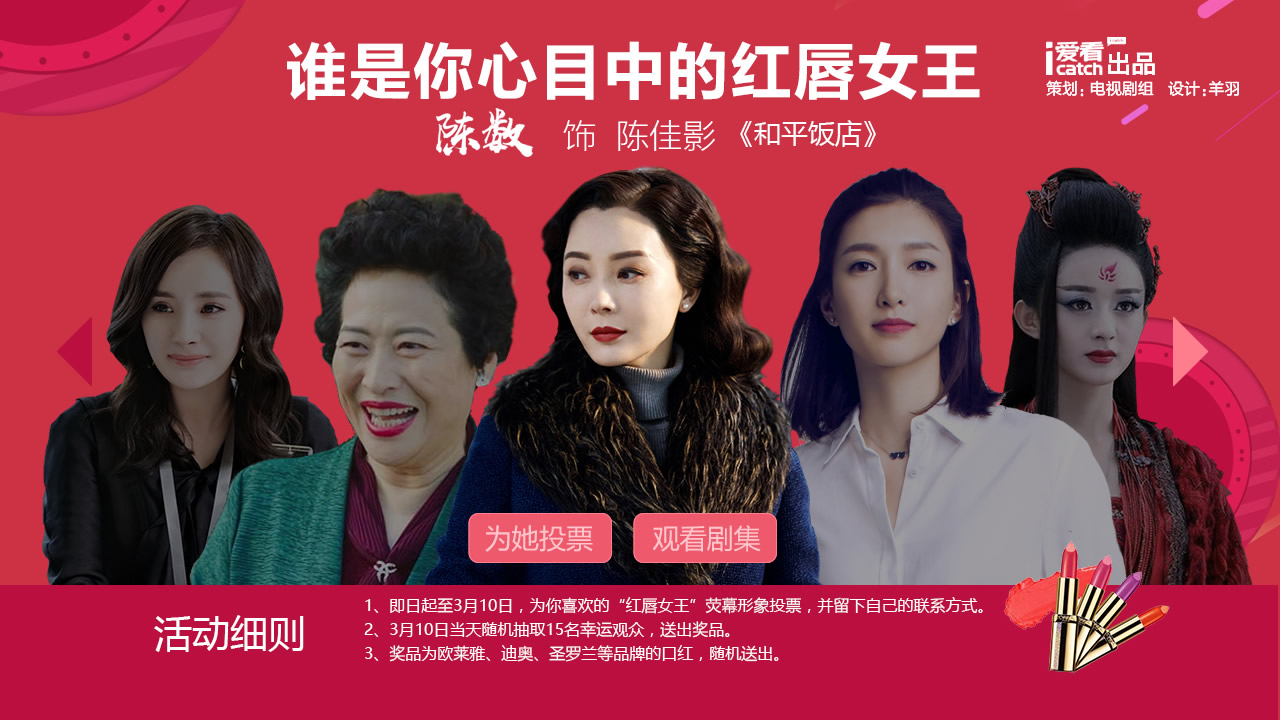 谁是你心目中的红唇女王
i爱看
catch
出品
策划:电视剧组 设计:羊羽
陈数 饰 陈佳影《和平饭店》
为她投票
观看剧集
活动细则
1、即日起至3月10日，为你喜欢的“红唇女王”荧幕形象投票，并留下自己的联系方式。
2、3月10日当天随机抽取15名幸运观众，送出奖品。
3、奖品为欧莱雅、迪奥、圣罗兰等品牌的口红，随机送出。